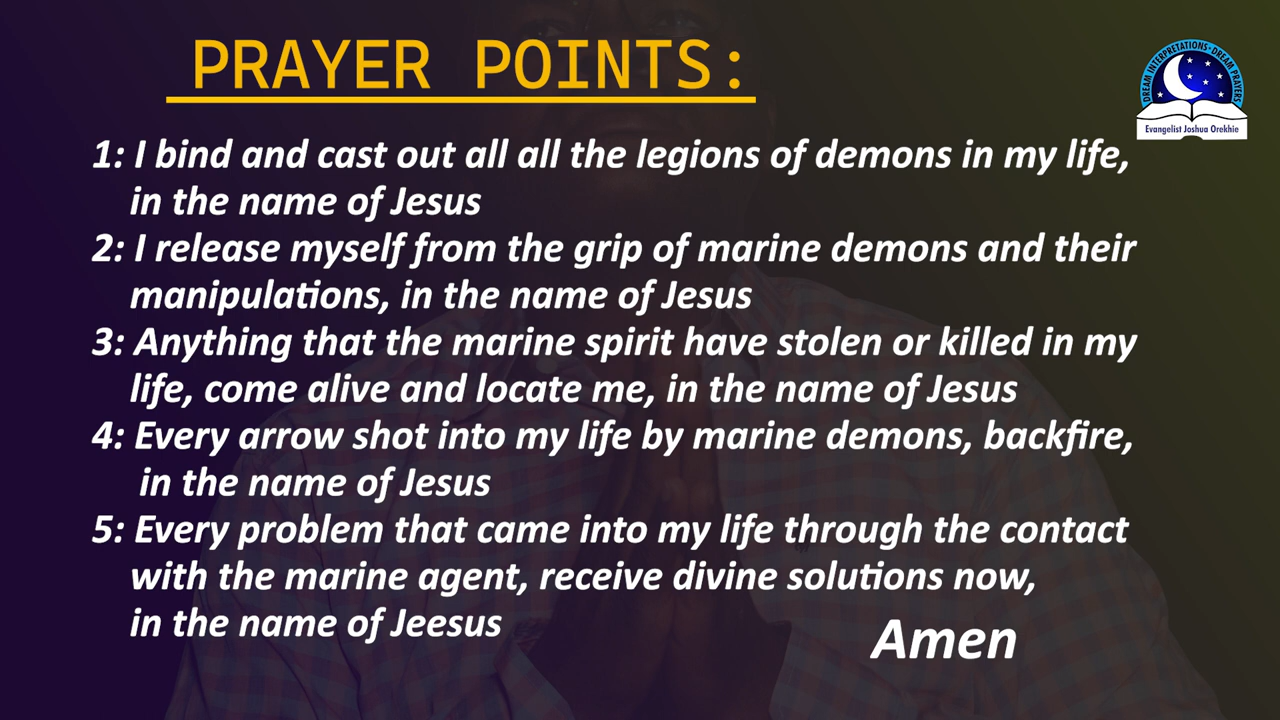 PRAYER POINTS:
DREAM INTERPRETATIONS · DREAM PRAYERS
Evangelist Joshua Orekhie
1: I bind and cast out all all the legions of demons in my life,
in the name of Jesus
2: I release myself from the grip of marine demons and their
manipulations, in the name of Jesus
3: Anything that the marine spirit have stolen or killed in my
life, come alive and locate me, in the name of Jesus
4: Every arrow shot into my life by marine demons, backfire,
in the name of Jesus
5: Every problem that came into my life through the contact
with the marine agent, receive divine solutions now,
in the name of Jeesus
Amen